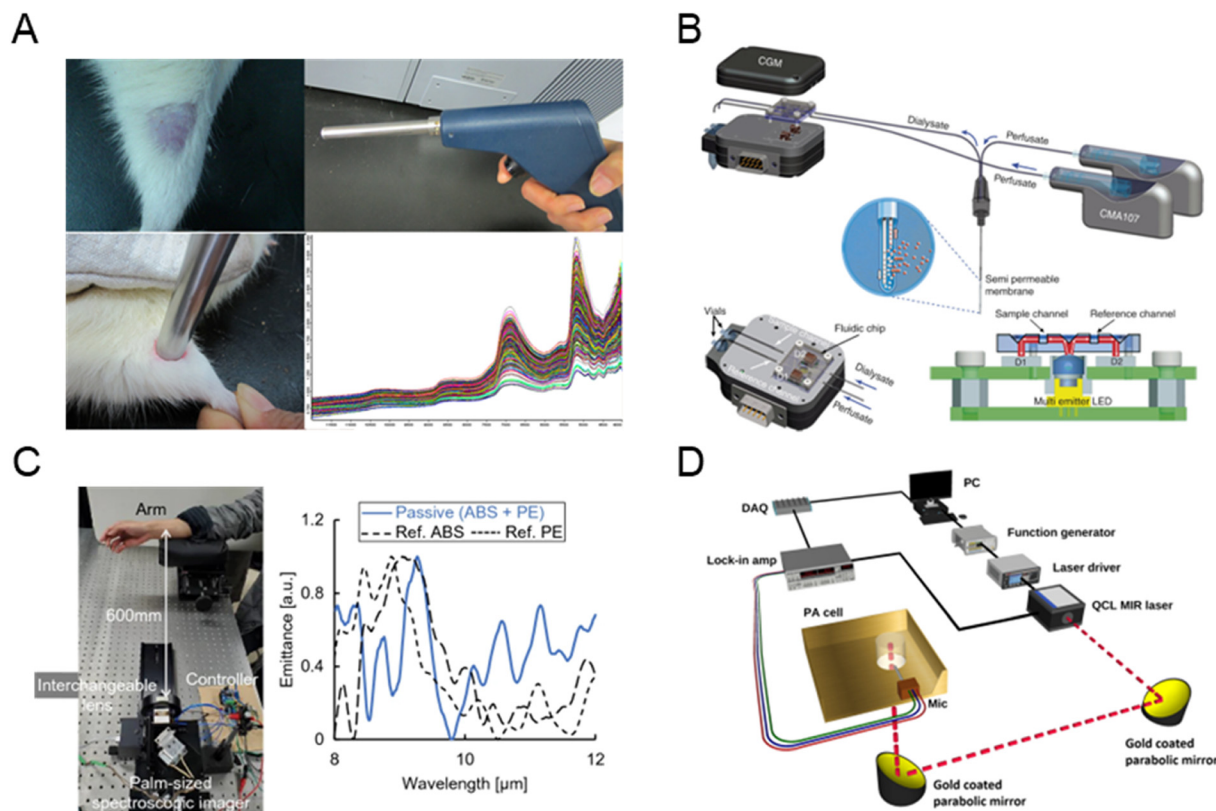 A
B
CGM
Dialysate
Perfusate
Perfusate
CMA107
Semi permeable
membrane
Vials
Fluidic chip
Sample channel
Reference channel
Dialysate
Perfusate
D1
D2
Multi emitter LED
C
Arm
600mm
Interchangeable
lens
Controller
Palm-sized
spectroscopic imager
Passive (ABS + PE)
Ref. ABS
Ref. PE
Emittance [a.u.]
1
0.8
0.4
0
8
10
12
Wavelength [µm]
D
PC
DAQ
Function generator
Lock-in amp
Laser driver
PA cell
QCL MIR laser
Mic
Gold coated
parabolic mirror
Gold coated
parabolic mirror